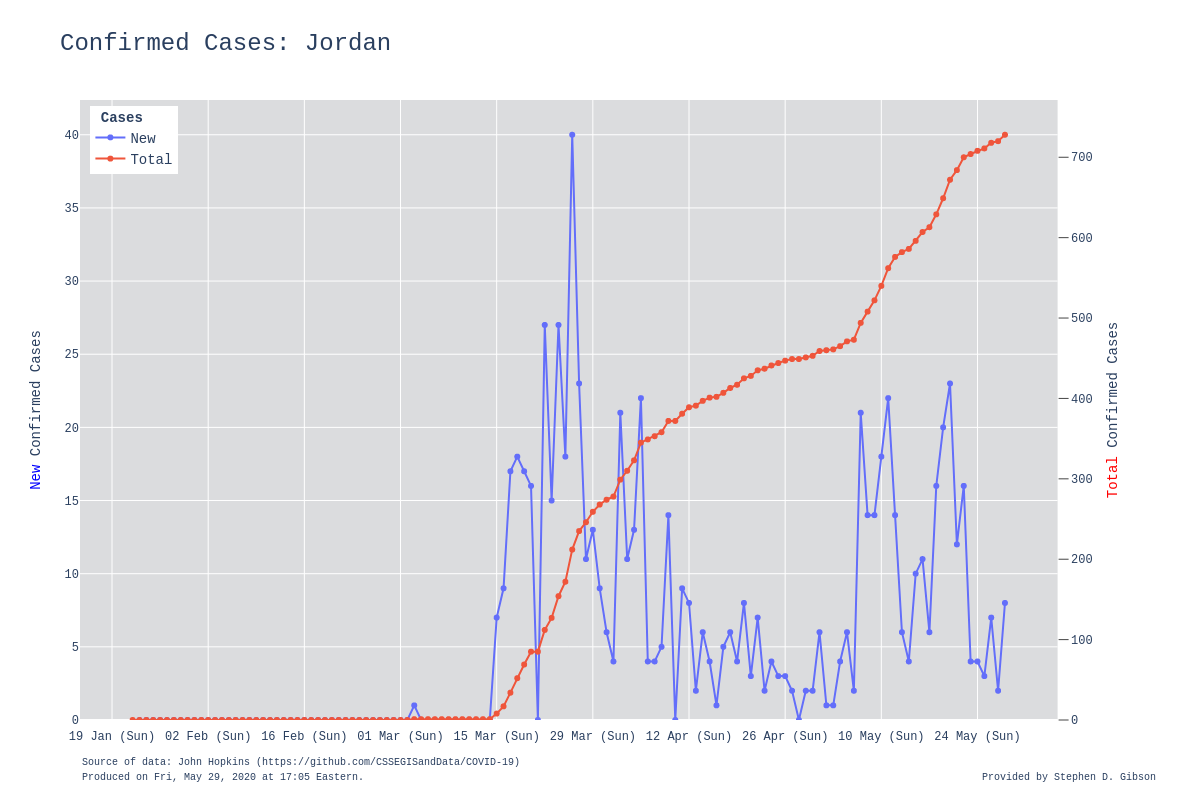 Confirmed Cases: Jordan
Cases
New
Total
40
35
30
25
20
15
10
5
0
700
600
500
400
300
200
100
0
New Confirmed Cases
Total Confirmed Cases
19 Jan (Sun) 02 Feb (Sun) 16 Feb (Sun) 01 Mar (Sun) 15 Mar (Sun) 29 Mar (Sun) 12 Apr (Sun) 26 Apr (Sun) 10 May (Sun) 24 May (Sun)
Source of data: John Hopkins (https://github.com/CSSEGISandData/COVID-19)
Produced on Fri, May 29, 2020 at 17:05 Eastern.
Provided by Stephen D. Gibson